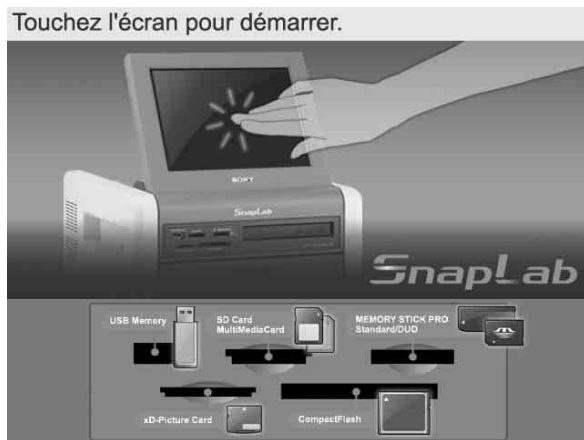 Touchez l'écran pour démarrer.
SONY
SnapLab
SnapLab
USB Memory
SD Card
MultiMediaCard
MEMORY STICK PRO
Standard/DUO
xD-Picture Card
CompactFlash